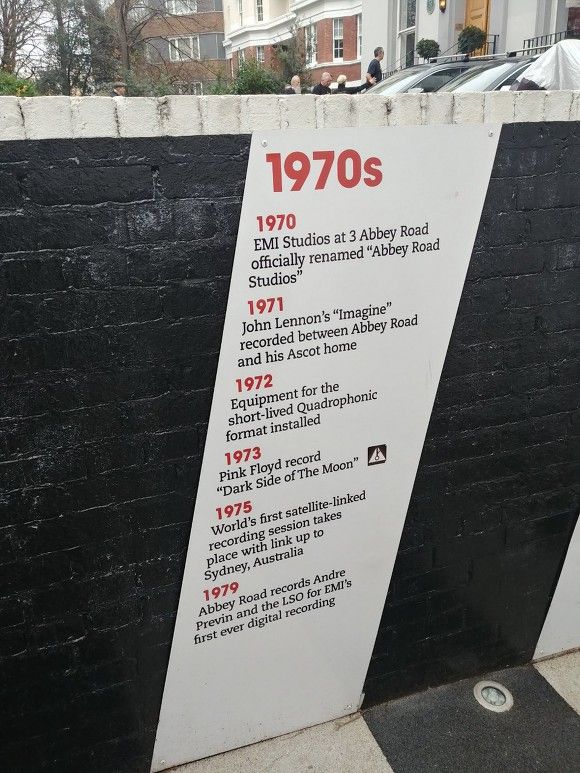 1970s
1970
EMI Studios at 3 Abbey Road
officially renamed “Abbey Road
Studios”
1971
John Lennon’s “Imagine”
recorded between Abbey Road
and his Ascot home
1972
Equipment for the
short-lived Quadrophonic
format installed
1973
Pink Floyd record
“Dark Side of The Moon”
1975
World’s first satellite-linked
recording session takes
place with link up to
Sydney, Australia
1979
Abbey Road records Andre
Previn and the LSO for EMI’s
first ever digital recording